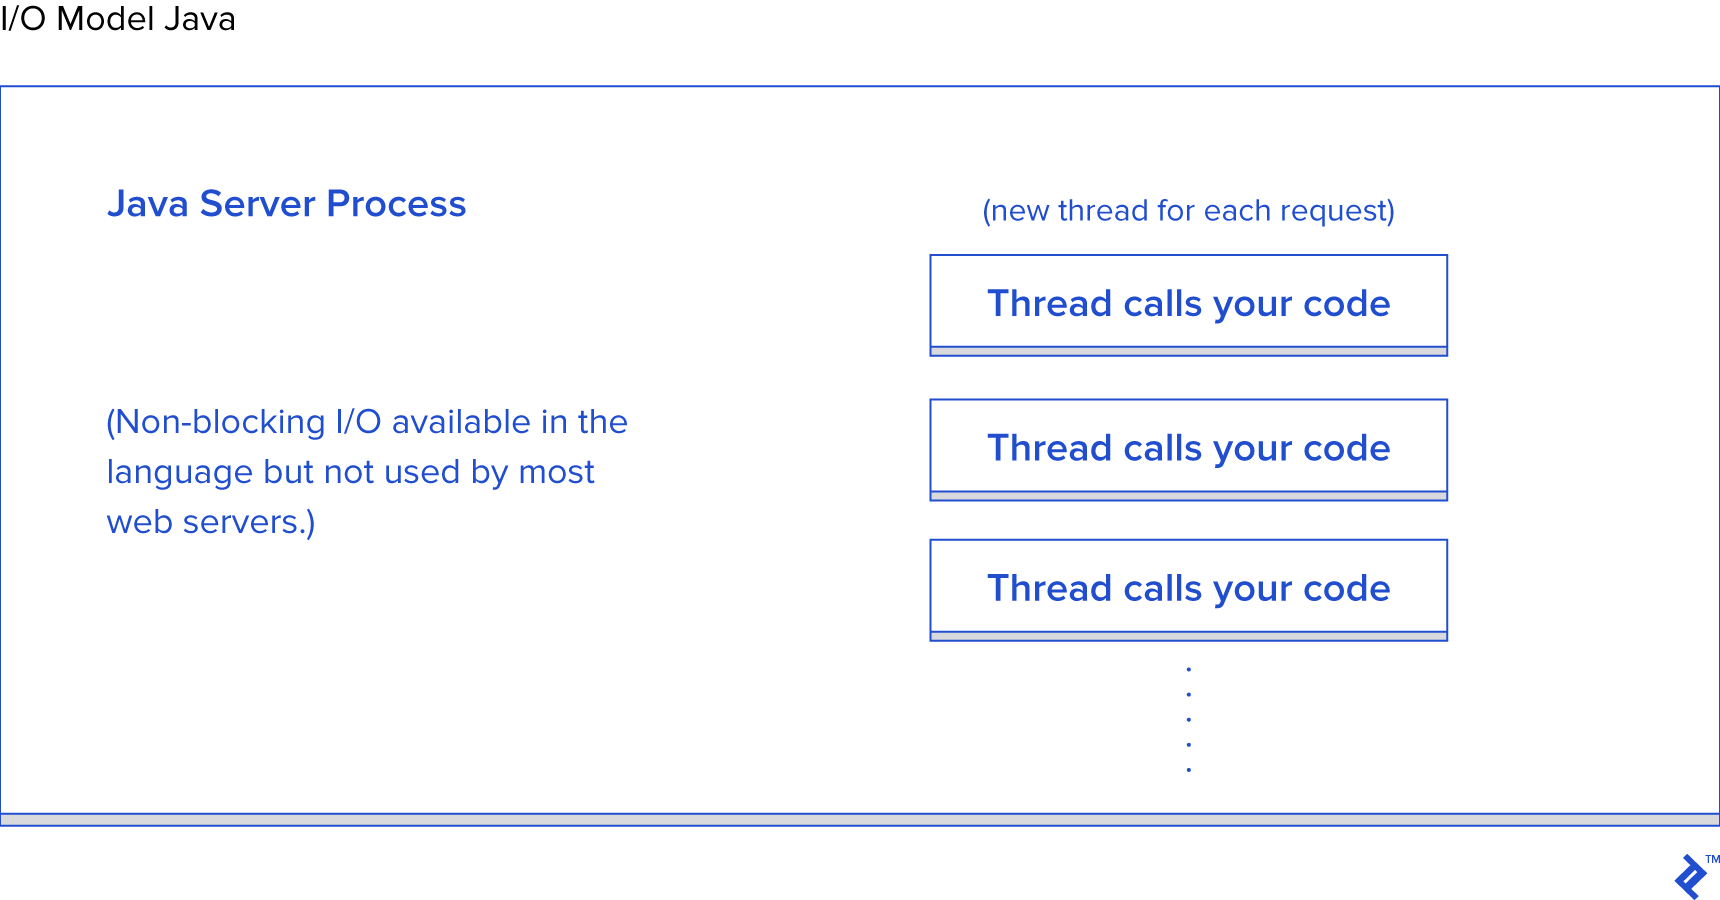 I/O Model Java
Java Server Process
(new thread for each request)
Thread calls your code
(Non-blocking I/O available in the
language but not used by most
web servers.)
Thread calls your code
Thread calls your code
TM